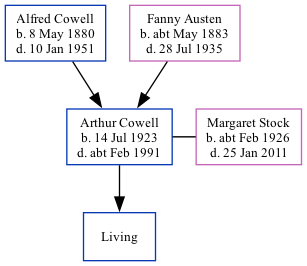 Alfred Cowell
b. 8 May 1880
d. 10 Jan 1951
Fanny Austen
b. abt May 1883
d. 28 Jul 1935
Arthur Cowell
b. 14 Jul 1923
d. abt Feb 1991
Margaret Stock
b. abt Feb 1926
d. 25 Jan 2011
Living